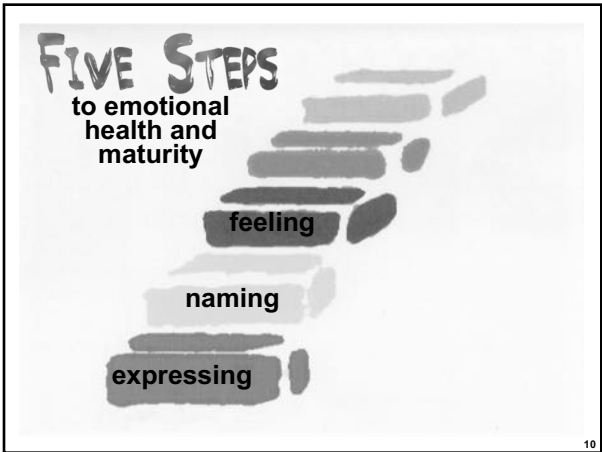 FIVE STEPS
to emotional
health and
maturity
feeling
naming
expressing
10